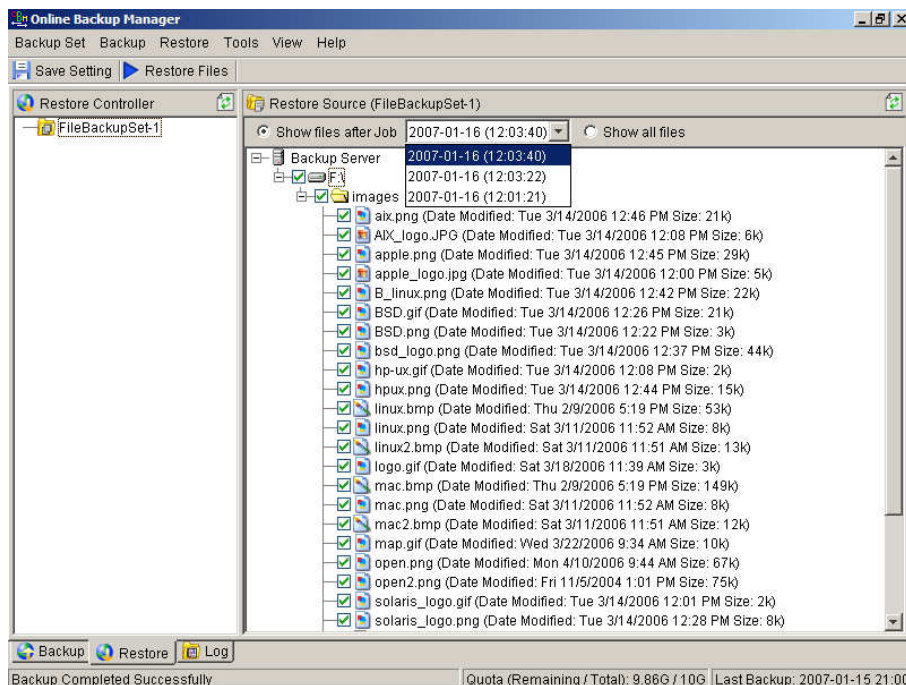 Online Backup Manager
Backup Set Backup Restore Tools View Help
Save Setting Restore Files
Restore Controller
FileBackupSet-1
Restore Source (FileBackupSet-1)
Show files after Job 2007-01-16 (12:03:40) Show all files
2007-01-16 (12:03:40)
2007-01-16 (12:03:22)
2007-01-16 (12:01:21)
Backup Server
F:\
images
aix.png (Date Modified: Tue 3/14/2006 12:46 PM Size: 21k)
AIX_logo.JPG (Date Modified: Tue 3/14/2006 12:08 PM Size: 6k)
apple.png (Date Modified: Tue 3/14/2006 12:45 PM Size: 29k)
apple_logo.jpg (Date Modified: Tue 3/14/2006 12:00 PM Size: 5k)
B_linux.png (Date Modified: Tue 3/14/2006 12:42 PM Size: 22k)
BSD.gif (Date Modified: Tue 3/14/2006 12:26 PM Size: 21k)
BSD.png (Date Modified: Tue 3/14/2006 12:22 PM Size: 3k)
bsd_logo.png (Date Modified: Tue 3/14/2006 12:37 PM Size: 44k)
hp-ux.gif (Date Modified: Tue 3/14/2006 12:08 PM Size: 2k)
hpux.png (Date Modified: Tue 3/14/2006 12:44 PM Size: 15k)
linux.bmp (Date Modified: Thu 2/9/2006 5:19 PM Size: 53k)
linux.png (Date Modified: Sat 3/11/2006 11:52 AM Size: 8k)
linux2.bmp (Date Modified: Sat 3/11/2006 11:51 AM Size: 13k)
logo.gif (Date Modified: Sat 3/18/2006 11:39 AM Size: 3k)
mac.bmp (Date Modified: Thu 2/9/2006 5:19 PM Size: 149k)
mac.png (Date Modified: Sat 3/11/2006 11:52 AM Size: 8k)
mac2.bmp (Date Modified: Sat 3/11/2006 11:51 AM Size: 12k)
map.gif (Date Modified: Wed 3/22/2006 9:34 AM Size: 10k)
open.png (Date Modified: Mon 4/10/2006 9:44 AM Size: 67k)
open2.png (Date Modified: Fri 11/5/2004 1:01 PM Size: 75k)
solaris_logo.gif (Date Modified: Tue 3/14/2006 12:01 PM Size: 2k)
solaris_logo.png (Date Modified: Tue 3/14/2006 12:28 PM Size: 8k)
Backup Restore Log
Backup Completed Successfully Quota (Remaining / Total): 9.86G / 10G Last Backup: 2007-01-15 21:00